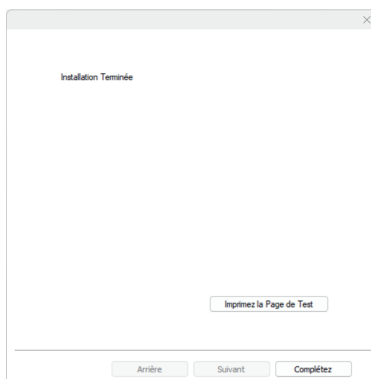 Installation Terminée
Imprimez la Page de Test
Arrière Suivant Complétez